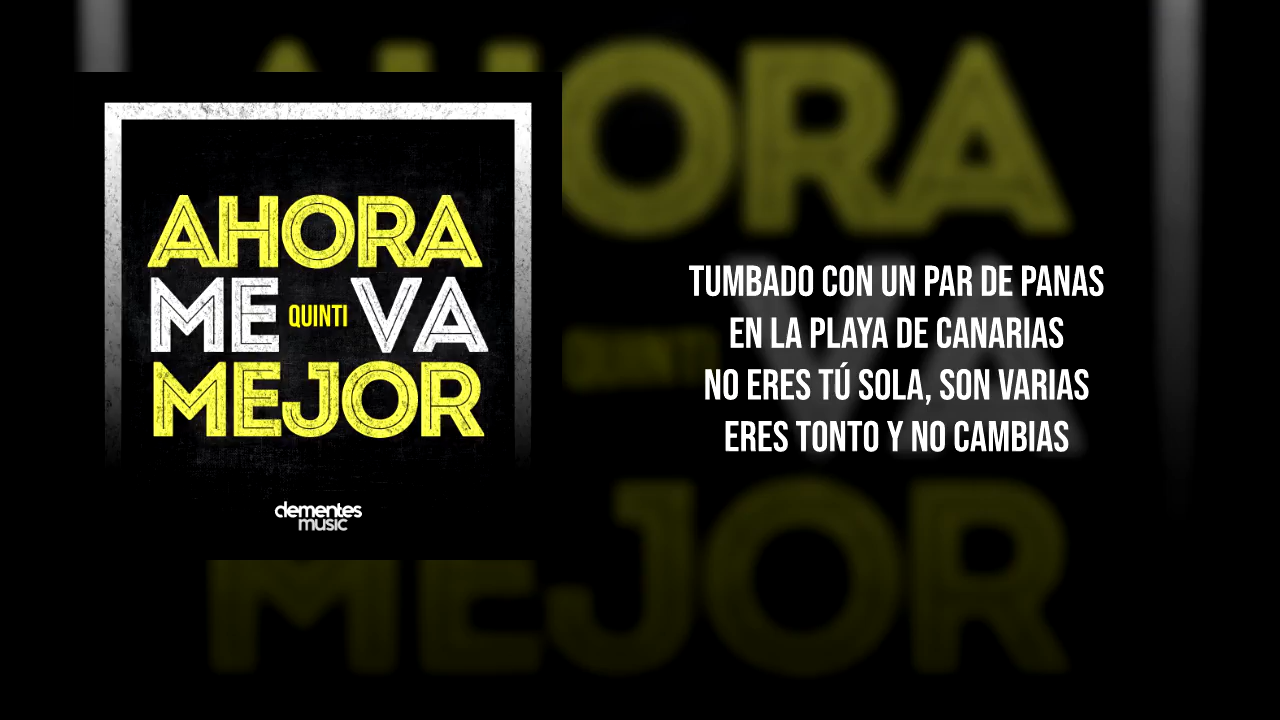 AHORA
ME QUINTI VA
MEJOR
dementes
music
TUMBADO CON UN PAR DE PANAS
EN LA PLAYA DE CANARIAS
NO ERES TÚ SOLA, SON VARIAS
ERES TONTO Y NO CAMBIAS